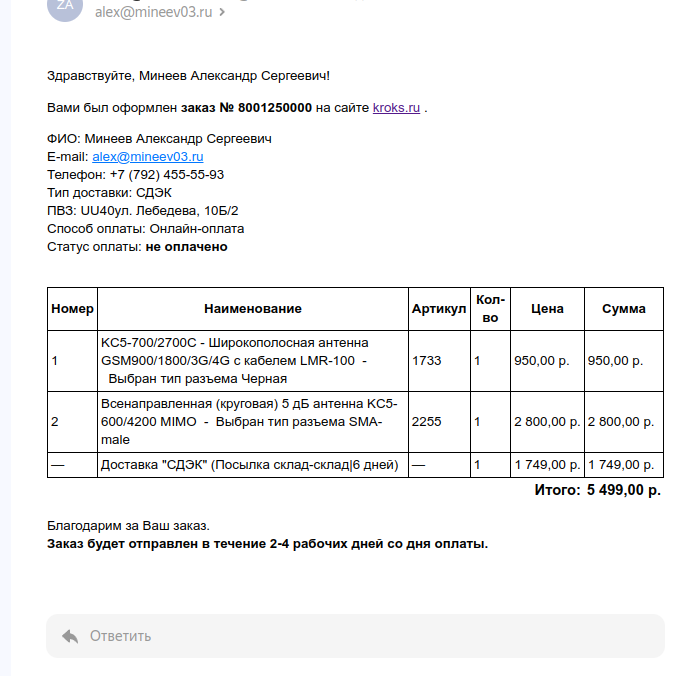 ZA
alex@mineev03.ru
Здравствуйте, Минеев Александр Сергеевич!
Вами был оформлен заказ № 8001250000 на сайте kroks.ru .
ФИО: Минеев Александр Сергеевич
E-mail: alex@mineev03.ru
Телефон: +7 (792) 455-55-93
Тип доставки: СДЭК
ПВЗ: UU40ул. Лебедева, 10Б/2
Способ оплаты: Онлайн-оплата
Статус оплаты: не оплачено
Номер Наименование Артикул Кол-во Цена Сумма
1 KC5-700/2700C - Широкополосная антенна
GSM900/1800/3G/4G с кабелем LMR-100 -
Выбран тип разъема Черная 1733 1 950,00 р. 950,00 р.
2 Всенаправленная (круговая) 5 дБ антенна KC5-
600/4200 MIMO - Выбран тип разъема SMA-
male 2255 1 2 800,00 р. 2 800,00 р.
— Доставка "СДЭК" (Посылка склад-склад|6 дней) — 1 1 749,00 р. 1 749,00 р.
Итого: 5 499,00 р.
Благодарим за Ваш заказ.
Заказ будет отправлен в течение 2-4 рабочих дней со дня оплаты.
Ответить